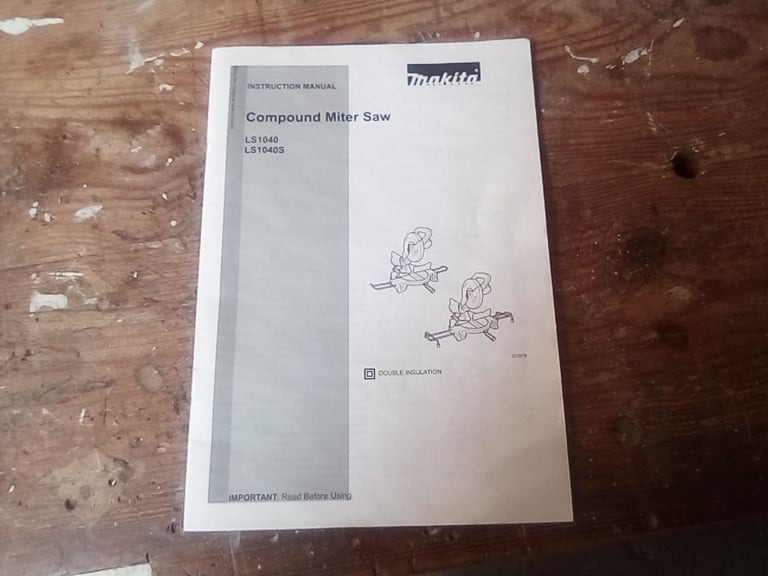 INSTRUCTION MANUAL
makita
Compound Miter Saw
LS1040
LS1040S
DOUBLE INSULATION
IMPORTANT: Read Before Using